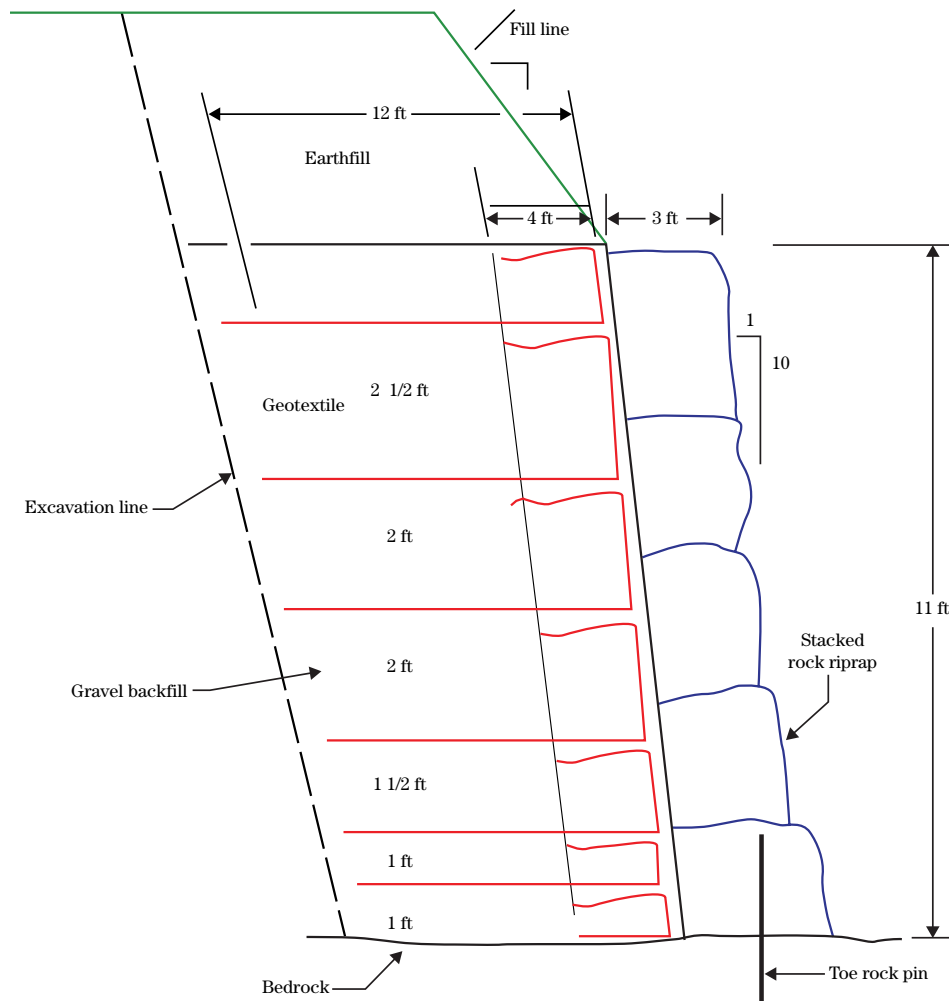 Fill line
12 ft
Earthfill
4 ft
3 ft
1
10
2 1/2 ft
Geotextile
Excavation line
2 ft
11 ft
Stacked
rock riprap
2 ft
Gravel backfill
1 1/2 ft
1 ft
1 ft
Bedrock
Toe rock pin